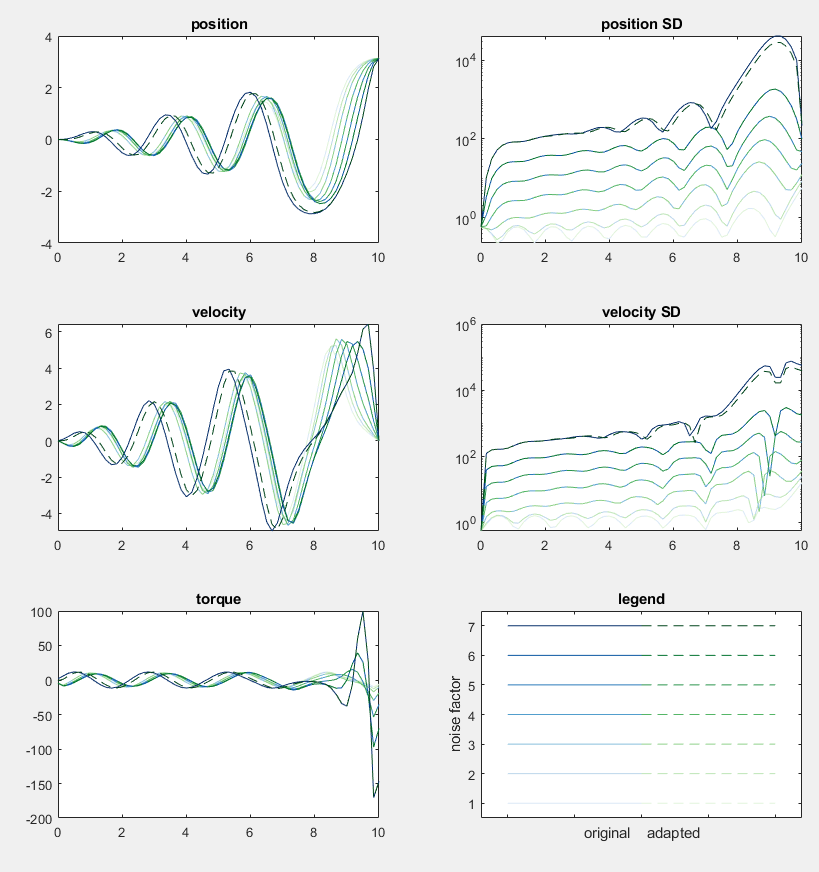 position
4
2
0
-2
-4
0 2 4 6 8 10
position SD
10^4
10^2
10^0
0 2 4 6 8 10
velocity
6
4
2
0
-2
-4
0 2 4 6 8 10
velocity SD
10^6
10^4
10^2
10^0
0 2 4 6 8 10
torque
100
50
0
-50
-100
-150
-200
0 2 4 6 8 10
legend
noise factor
7
6
5
4
3
2
1
original adapted